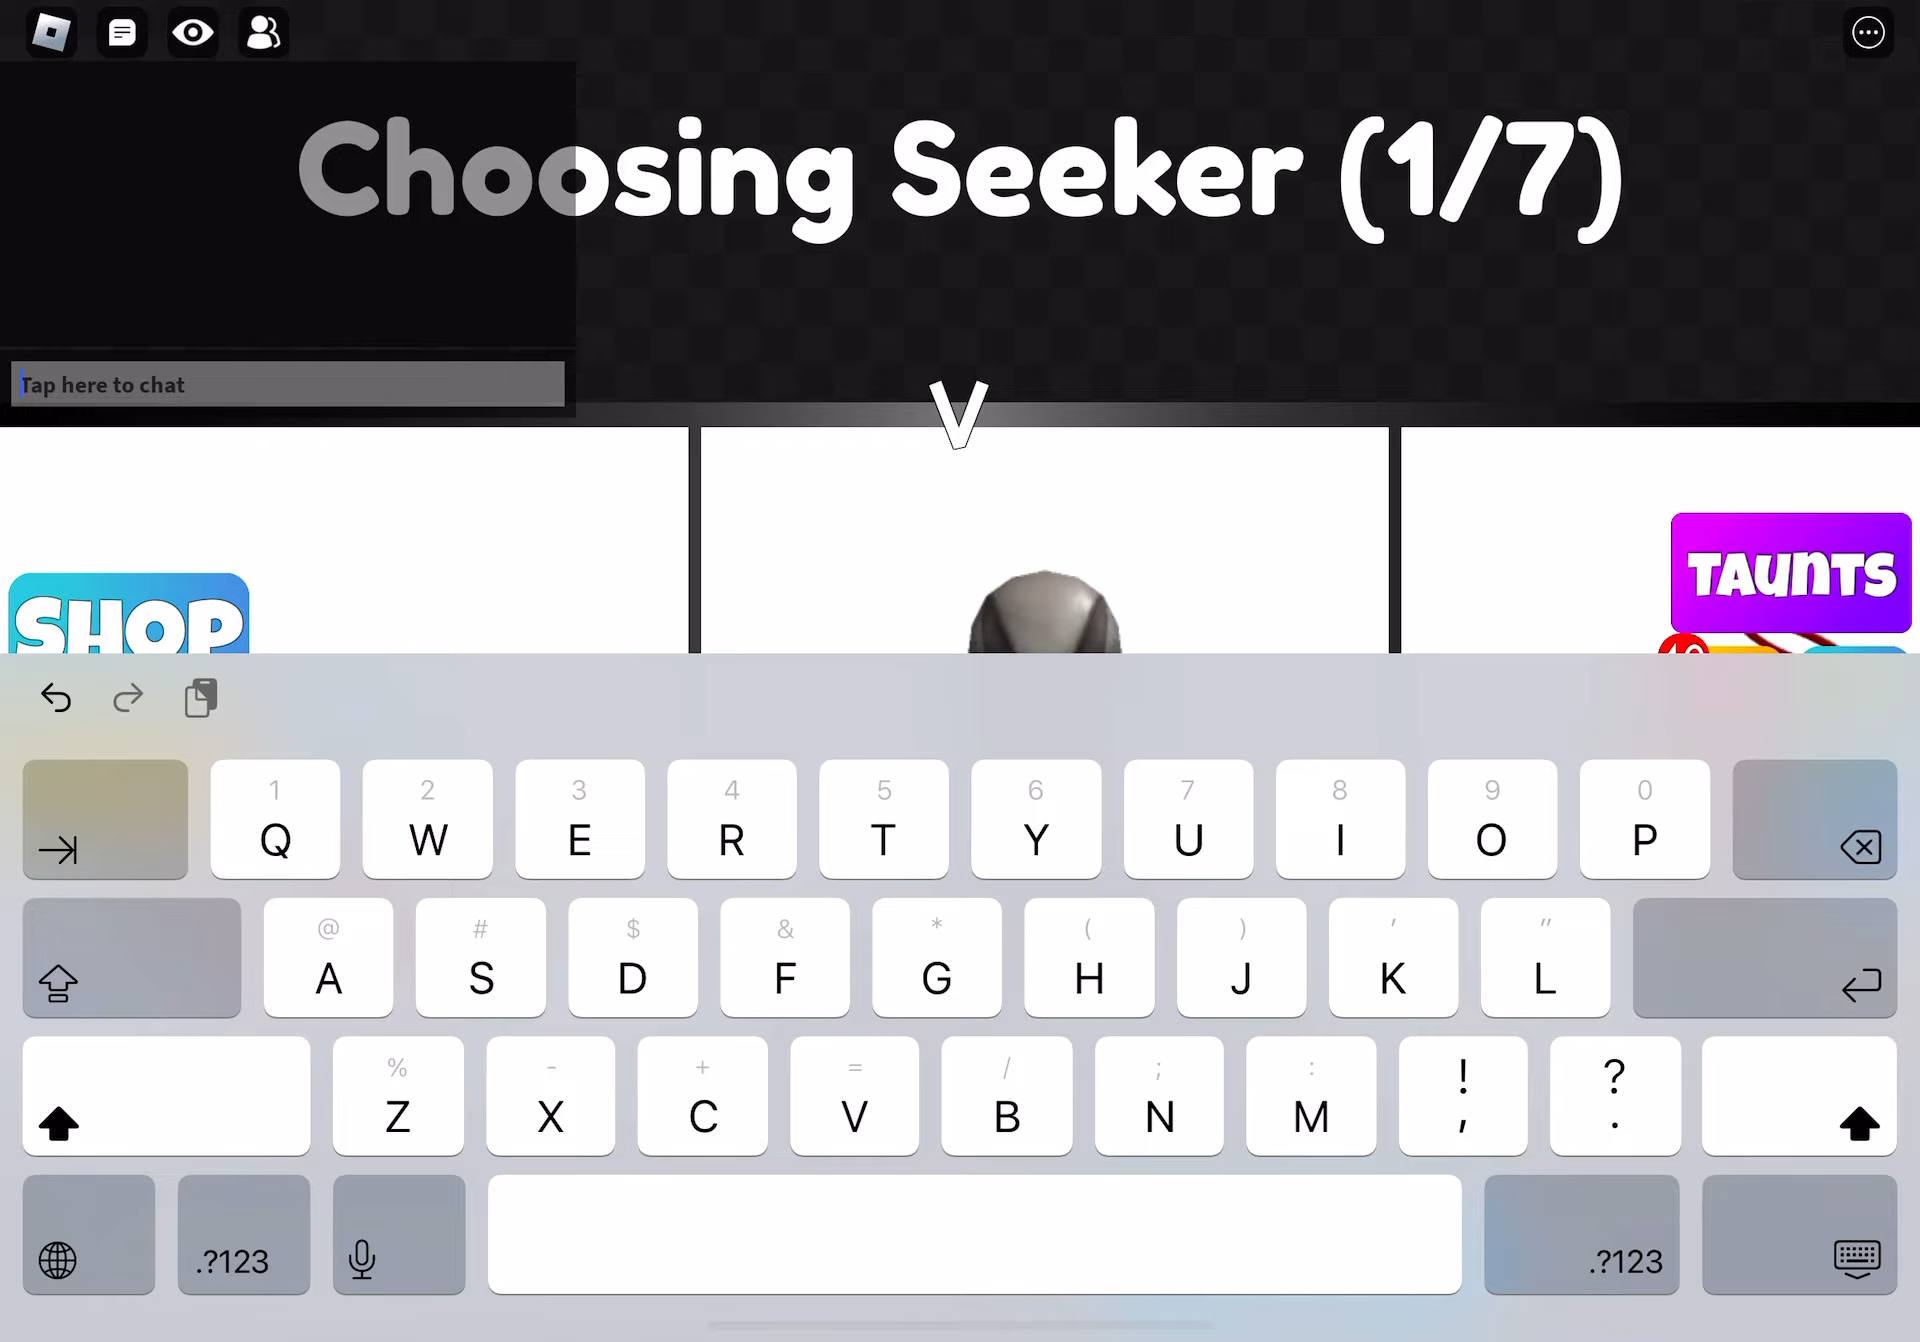 Choosing Seeker (1/7)
Tap here to chat
V
TAUNTS
SHOP
1 2 3 4 5 6 7 8 9 0
Q W E R T Y U I O P
@ # $ & * ( ) ' "
A S D F G H J K L
% - + = / ; : ! ?
Z X C V B N M , .
.?123 .?123